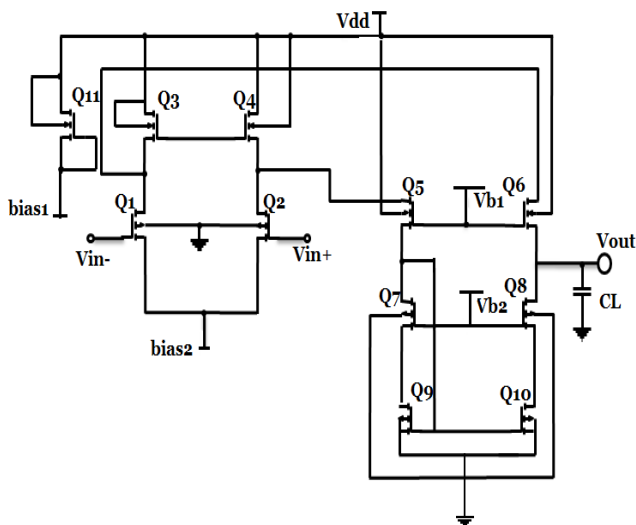 Vdd
Q11
Q3
Q4
Q5
Q6
Vb1
bias1
Q1
Q2
Vout
Vin-
Vin+
Q7
Vb2
Q8
CL
bias2
Q9
Q10